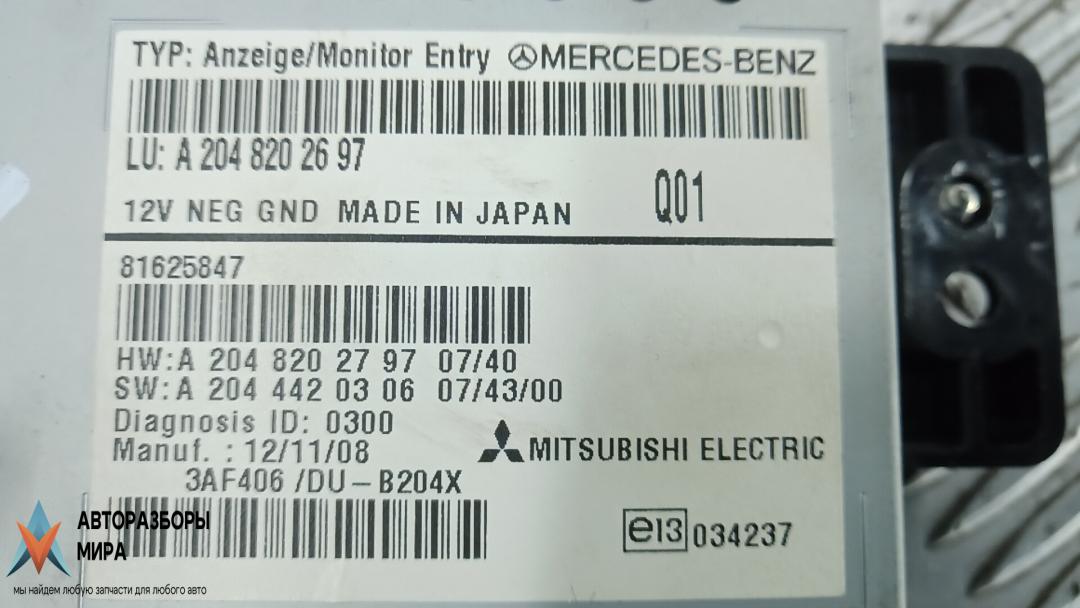 TYP: Anzeige/Monitor Entry MERCEDES-BENZ
LU: A 204 820 26 97
Q01
12V NEG GND MADE IN JAPAN
81625847
HW:A 204 820 27 97 07/40
SW:A 204 442 03 06 07/43/00
Diagnosis ID: 0300
Manuf. : 12/11/08
MITSUBISHI ELECTRIC
3AF406 /DU-B204X
e13 034237
АВТОРАЗБОРЫ
МИРА
мы найдем любую запчасти для любого авто